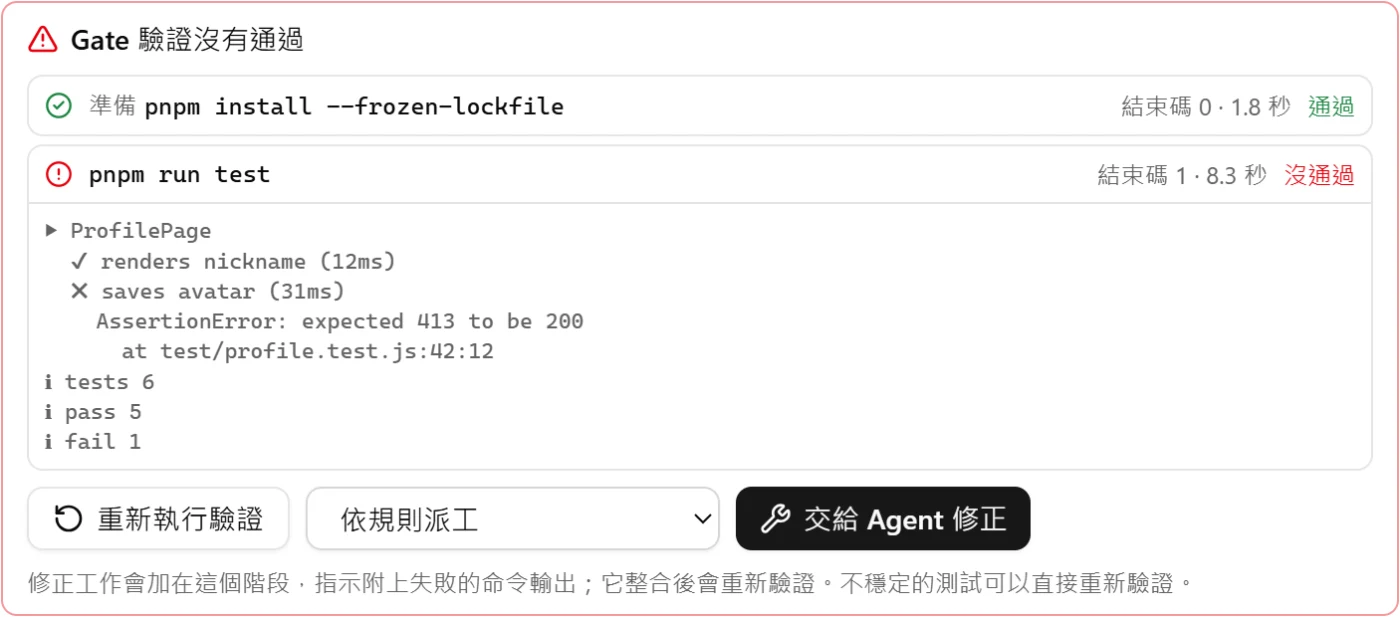 Gate 驗證沒有通過
準備 pnpm install --frozen-lockfile 結束碼 0 · 1.8 秒 通過
pnpm run test 結束碼 1 · 8.3 秒 沒通過
▶ ProfilePage
✓ renders nickname (12ms)
✕ saves avatar (31ms)
AssertionError: expected 413 to be 200
at test/profile.test.js:42:12
ℹ tests 6
ℹ pass 5
ℹ fail 1
重新執行驗證 依規則派工 交給 Agent 修正
修正工作會加在這個階段，指示附上失敗的命令輸出；它整合後會重新驗證。不穩定的測試可以直接重新驗證。